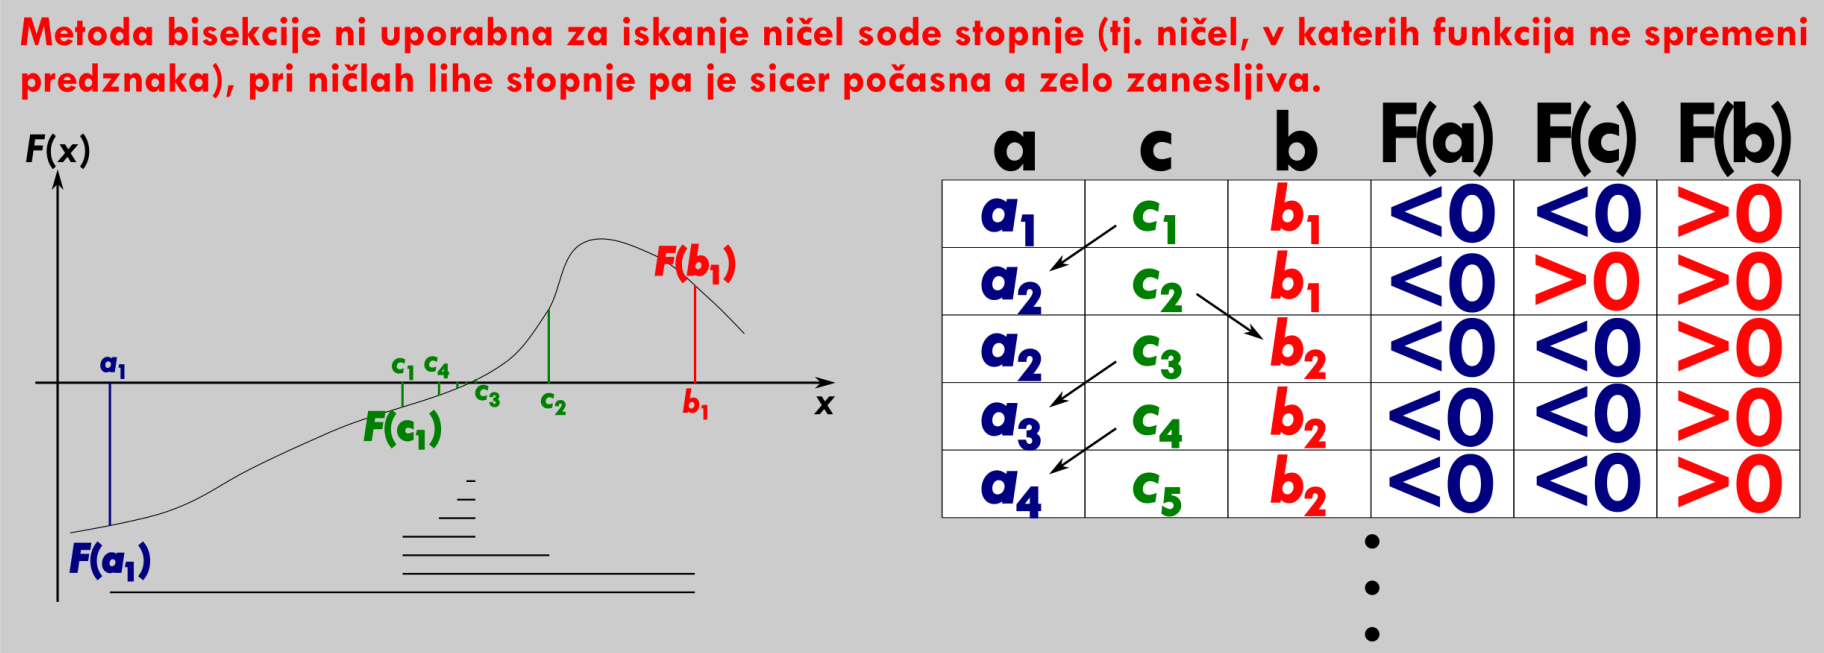 Metoda bisekcije ni uporabna za iskanje ničel sode stopnje (tj. ničel, v katerih funkcija ne spremeni
predznaka), pri ničlah lihe stopnje pa je sicer počasna a zelo zanesljiva.
F(x)
F(b₁)
a₁ c₁ c₄
c₃ c₂ b₁ x
F(c₁)
F(a₁)
a c b F(a) F(c) F(b)
a₁ c₁ b₁ <0 <0 >0
a₂ c₂ b₁ <0 >0 >0
a₂ c₃ b₂ <0 <0 >0
a₃ c₄ b₂ <0 <0 >0
a₄ c₅ b₂ <0 <0 >0